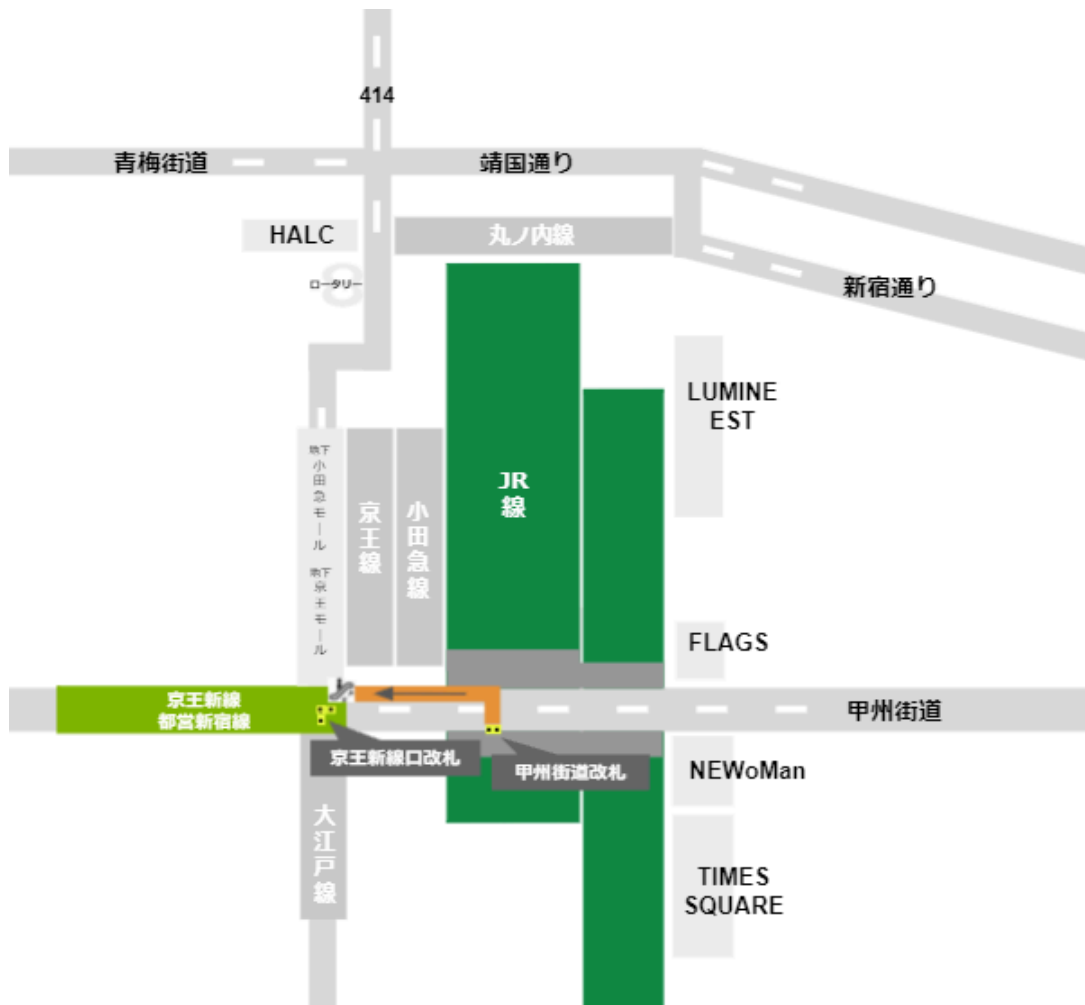 414
青梅街道
靖国通り
HALC
丸ノ内線
ロータリー
8
新宿通り
LUMINE
EST
地下
小田急モール
地下
京王モール
京王線
小田急線
JR
線
FLAGS
京王新線
都営新宿線
甲州街道
京王新線口改札
甲州街道改札
NEWoMan
大江戸線
TIMES
SQUARE